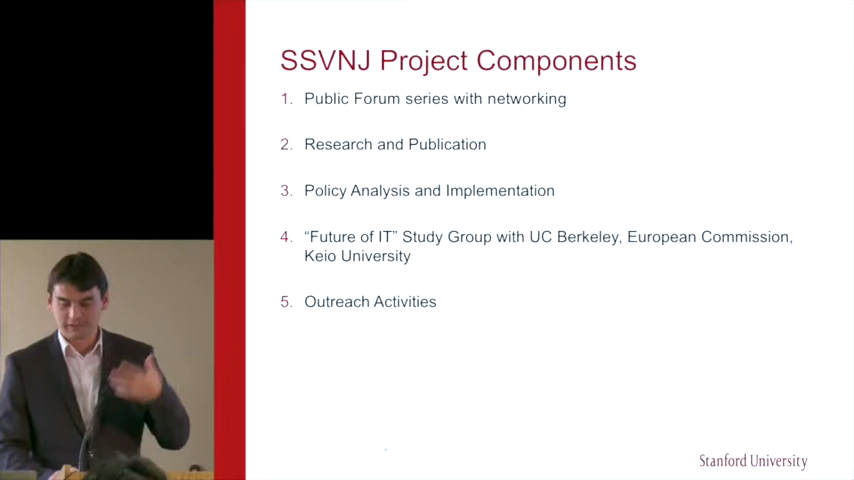 SSVNJ Project Components
1. Public Forum series with networking
2. Research and Publication
3. Policy Analysis and Implementation
4. “Future of IT” Study Group with UC Berkeley, European Commission,
Keio University
5. Outreach Activities
Stanford University